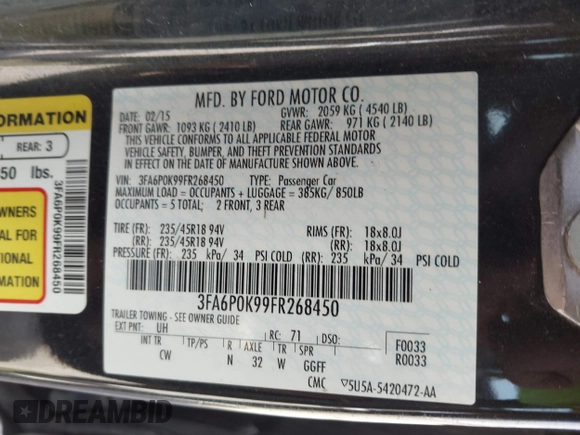 MFD. BY FORD MOTOR CO.
DATE: 02/15 GVWR: 2059 KG ( 4540 LB)
FRONT GAWR: 1093 KG ( 2410 LB) REAR GAWR: 971 KG ( 2140 LB)
THIS VEHICLE CONFORMS TO ALL APPLICABLE FEDERAL MOTOR
VEHICLE SAFETY, BUMPER, AND THEFT PREVENTION STANDARDS
IN EFFECT ON THE DATE OF MANUFACTURE SHOWN ABOVE.
VIN: 3FA6P0K99FR268450 TYPE: Passenger Car
MAXIMUM LOAD = OCCUPANTS + LUGGAGE = 385KG/ 850LB
OCCUPANTS = 5 TOTAL; 2 FRONT, 3 REAR
TIRE (FR): 235/45R18 94V RIMS (FR): 18x8.0J
(RR): 235/45R18 94V (RR): 18x8.0J
PRESSURE (FR): 235 kPa/ 34 PSI COLD (RR): 235 kPa/ 34 PSI COLD
3FA6P0K99FR268450
TRAILER TOWING - SEE OWNER GUIDE
EXT PNT: UH RC: 71 DSO: F0033
INT TR TP/PS R AXLE TR SPR R0033
CW N 32 W GGFF
CMC 5U5A-5420472-AA
ORMATION
REAR: 3
50 lbs.
WNERS
AL FOR
TIONAL
MATION
3FA6P0K99FR268450
DREAMBID
#1 AMERICAN AUCTION